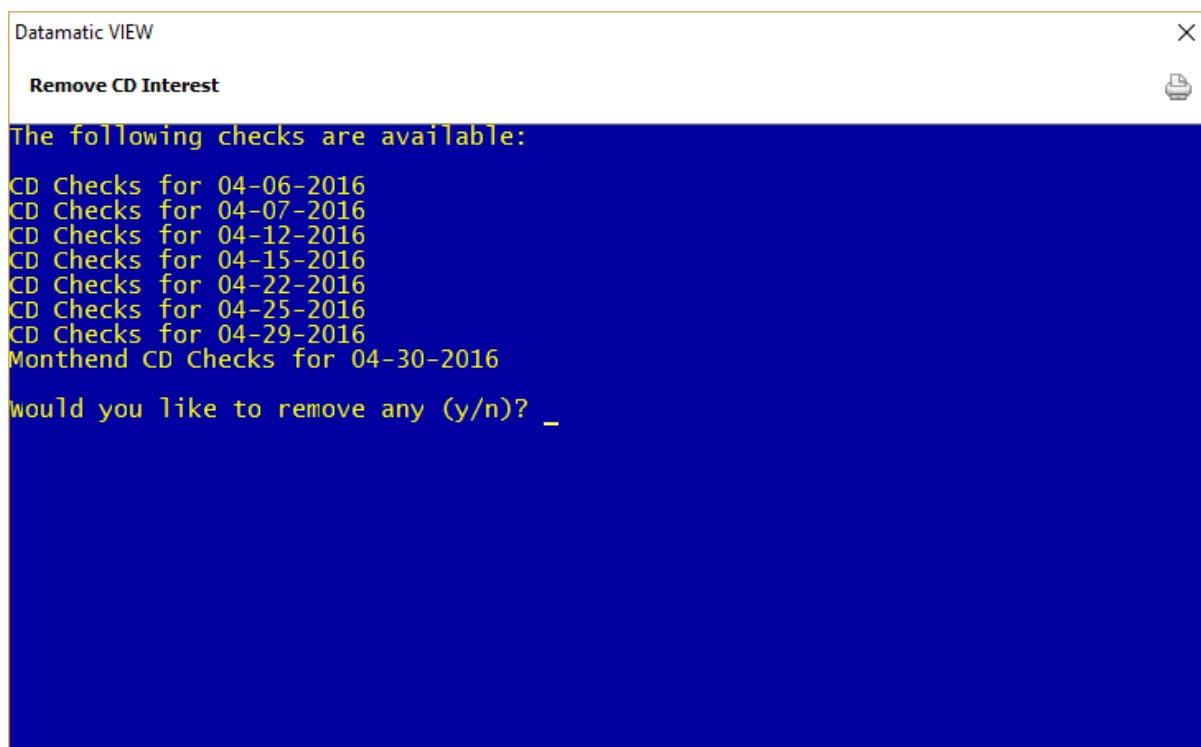 Datamatic VIEW
Remove CD Interest
The following checks are available:
CD Checks for 04-06-2016
CD Checks for 04-07-2016
CD Checks for 04-12-2016
CD Checks for 04-15-2016
CD Checks for 04-22-2016
CD Checks for 04-25-2016
CD Checks for 04-29-2016
Monthend CD Checks for 04-30-2016
Would you like to remove any (y/n)? _